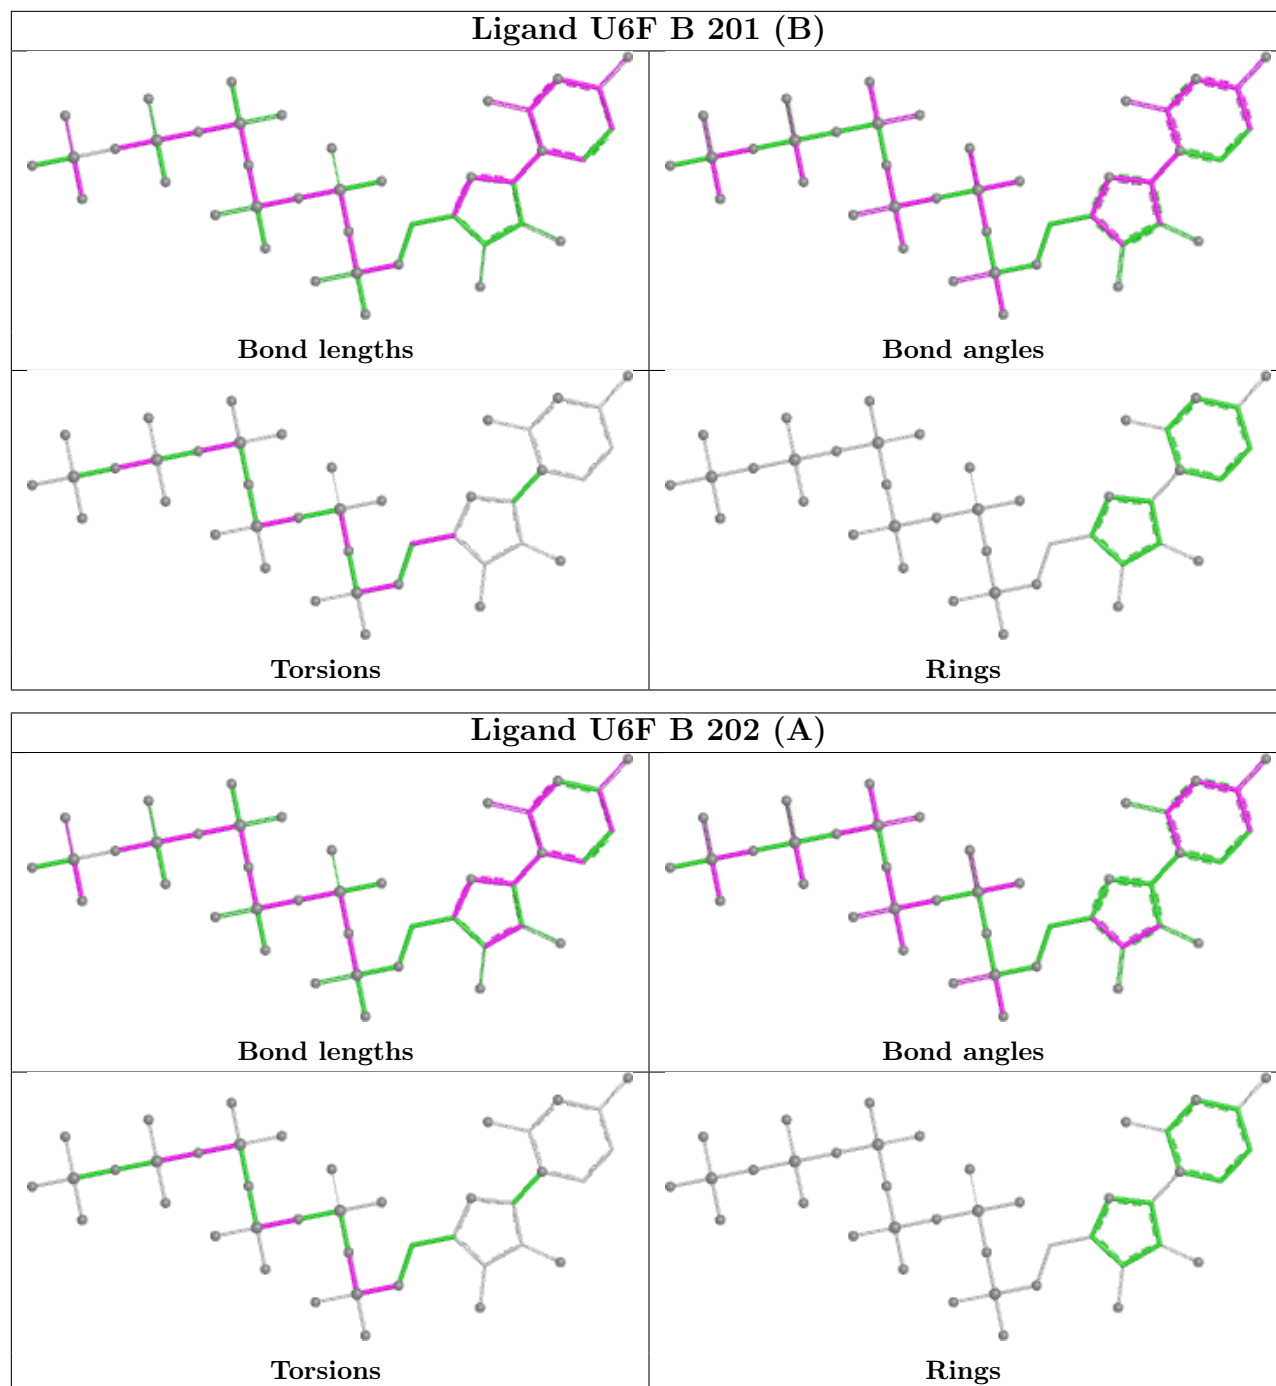 Ligand U6F B 201 (B)
Bond lengths
Bond angles
Torsions
Rings
Ligand U6F B 202 (A)
Bond lengths
Bond angles
Torsions
Rings